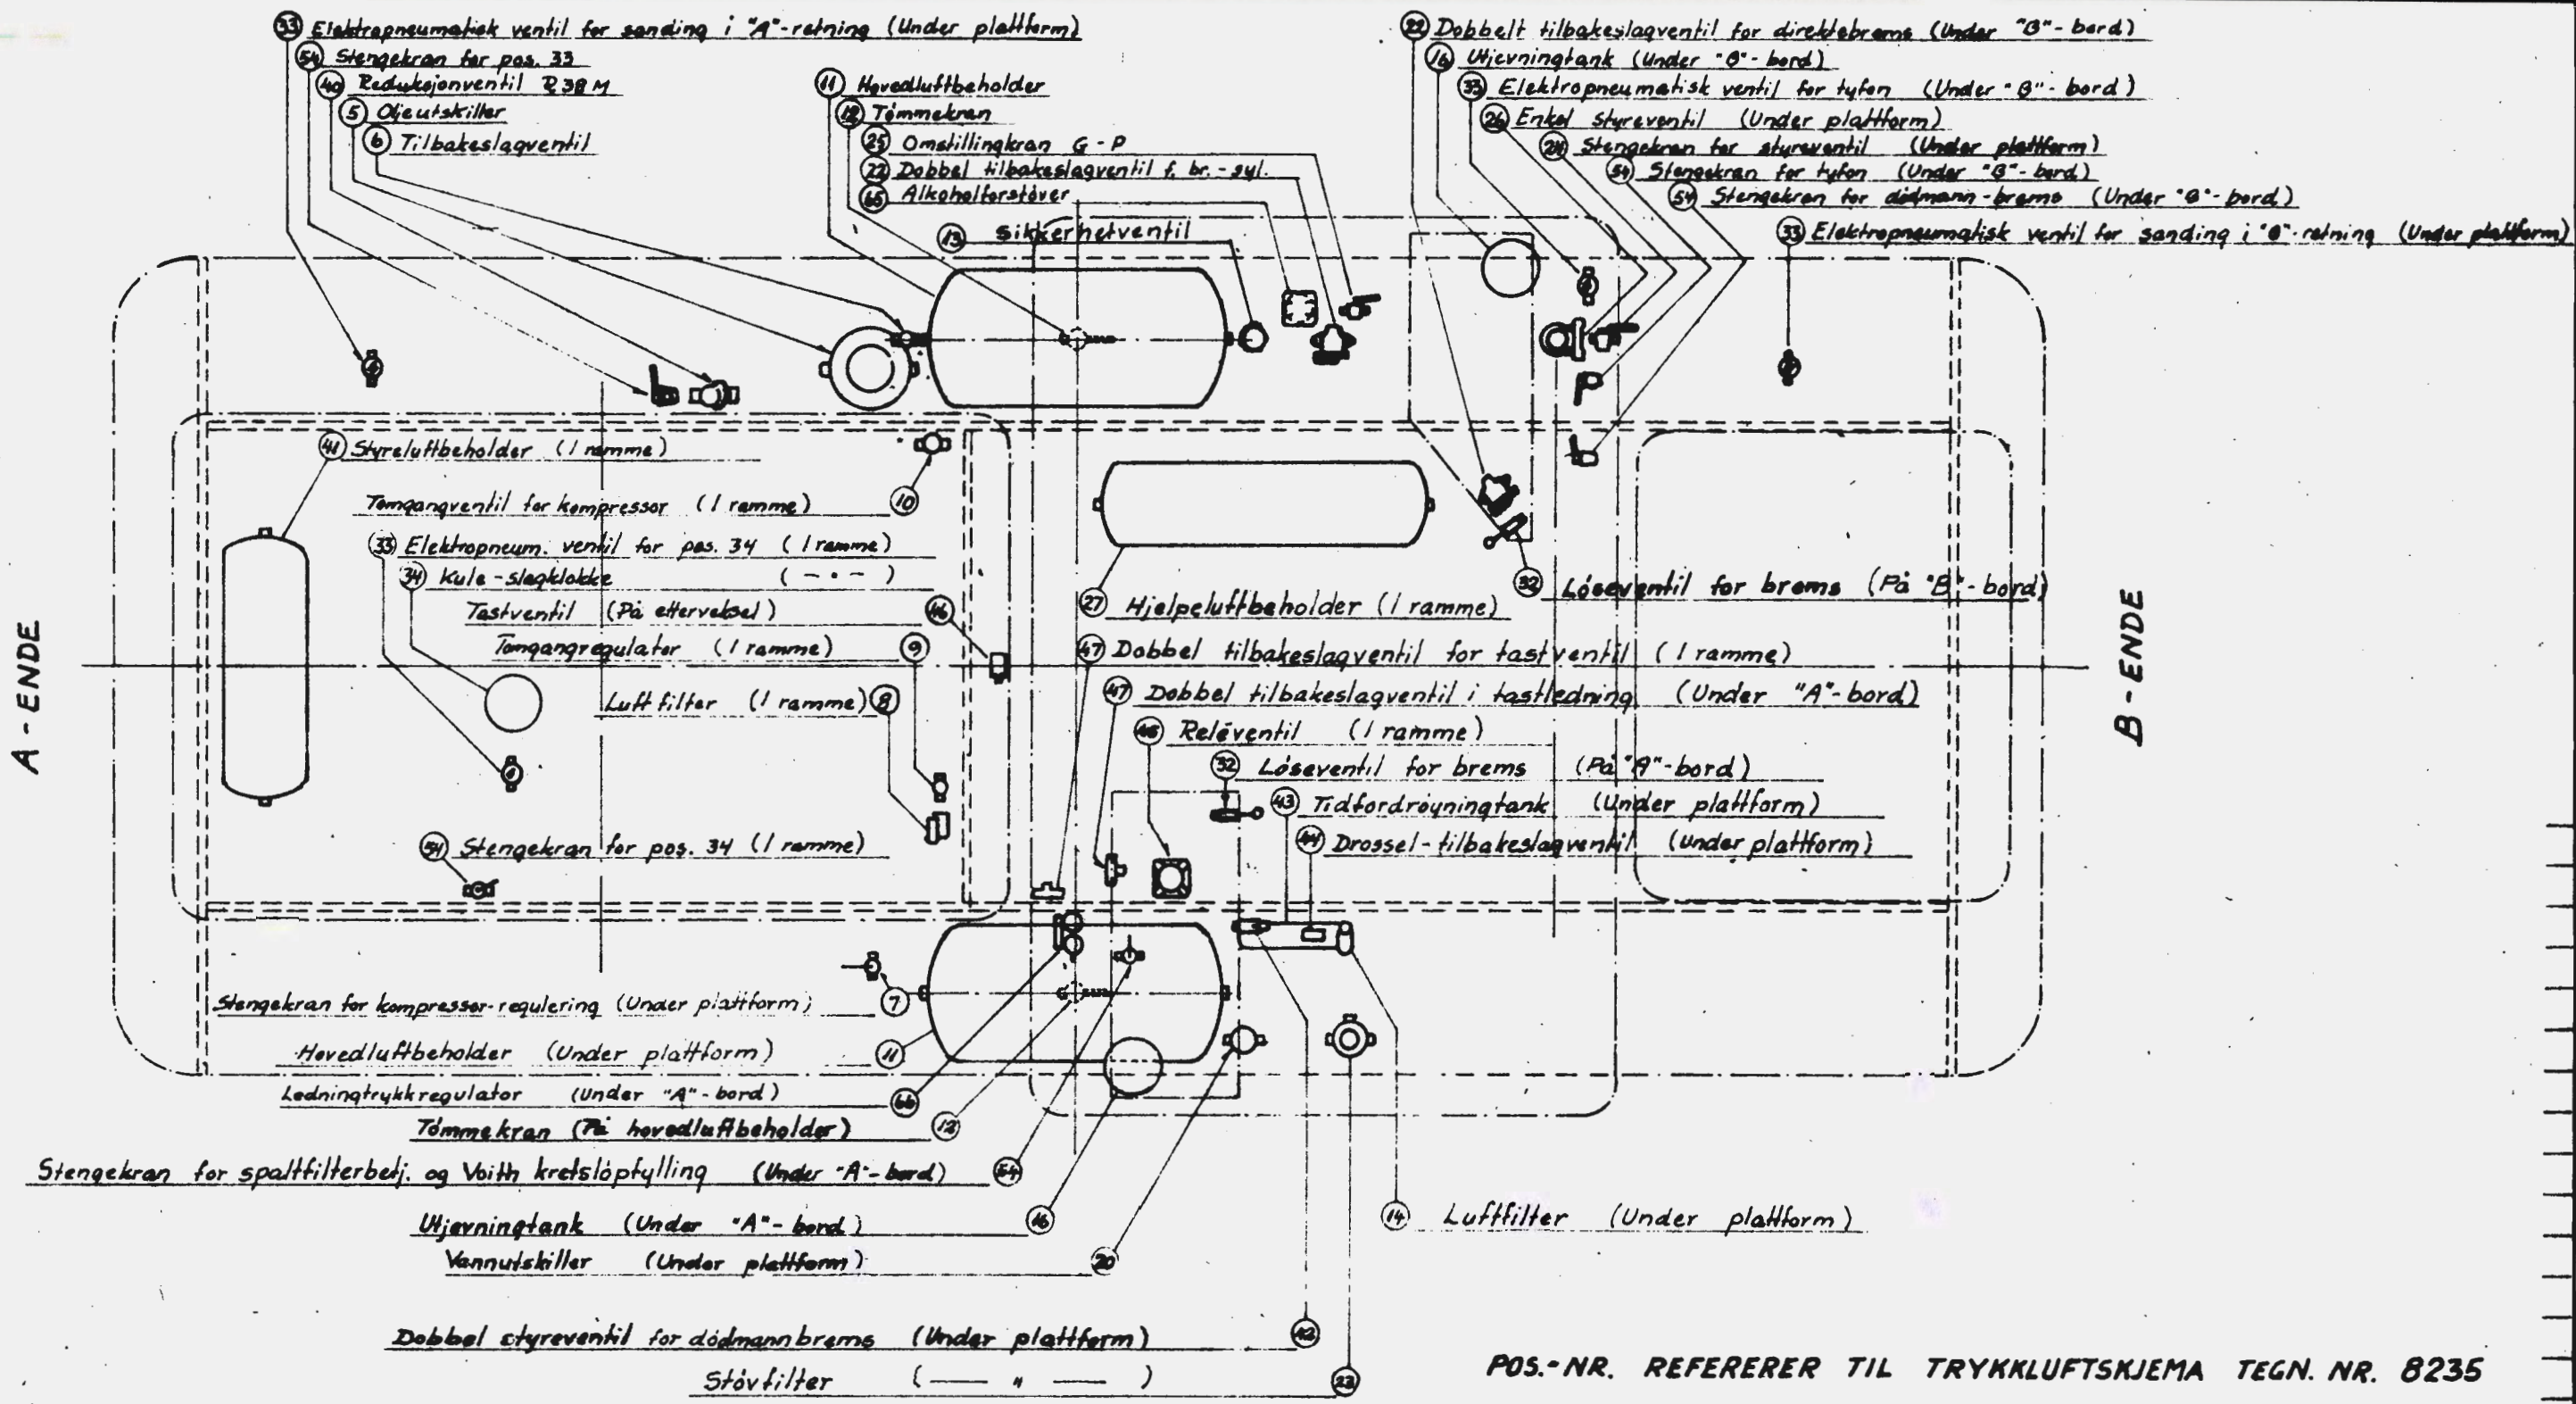 33 Elektropneumatisk ventil for sanding i "A"-retning (Under plattform)
54 Stengekran for pos. 33
40 Reduksjonventil R38M
5 Oljeutskiller
6 Tilbakeslagventil
11 Hovedluftbeholder
12 Tømmekran
25 Omstillingkran G-P
22 Dobbel tilbakeslagventil f. br.-syl.
65 Alkoholforstøver
13 Sikkerhetventil
22 Dobbelt tilbakeslagventil for direktebrems (Under "B"-bord)
16 Utjevningtank (Under "B"-bord)
33 Elektropneumatisk ventil for tyfon (Under "B"-bord)
26 Enkel styreventil (Under plattform)
24 Stengekran for styreventil (Under plattform)
54 Stengekran for tyfon (Under "B"-bord)
54 Stengekran for dødmann-brems (Under "B"-bord)
33 Elektropneumatisk ventil for sanding i "B"-retning (Under plattform)
41 Styreluftbeholder (I ramme)
Tomgangventil for kompressor (I ramme) 10
33 Elektropneum. ventil for pos. 34 (I ramme)
34 Kule-slagklokke (-·-)
Tastventil (På etterveksel) 46
Tomgangregulator (I ramme) 9
Luftfilter (I ramme) 8
54 Stengekran for pos. 34 (I ramme)
32 Løseventil for brems (På "B"-bord)
27 Hjelpeluftbeholder (I ramme)
47 Dobbel tilbakeslagventil for tastventil (I ramme)
47 Dobbel tilbakeslagventil i tastledning (Under "A"-bord)
Reléventil (I ramme)
32 Løseventil for brems (På "A"-bord)
43 Tidfordrøyningtank (Under plattform)
44 Drossel-tilbakeslagventil (under plattform)
A-ENDE
B-ENDE
Stengekran for kompressor-regulering (Under plattform) 7
Hovedluftbeholder (Under plattform) 11
Ledningtrykkregulator (Under "A"-bord) 66
Tømmekran (På hovedluftbeholder) 12
Stengekran for spaltfilterbetj. og Voith kretsløpfylling (Under "A"-bord) 54
Utjevningtank (Under "A"-bord) 16
Vannutskiller (Under plattform) 20
14 Luftfilter (Under plattform)
Dobbel styreventil for dødmannbrems (Under plattform) 42
Støvfilter (— " —) 23
POS.-NR. REFERERER TIL TRYKKLUFTSKJEMA TEGN. NR. 8235